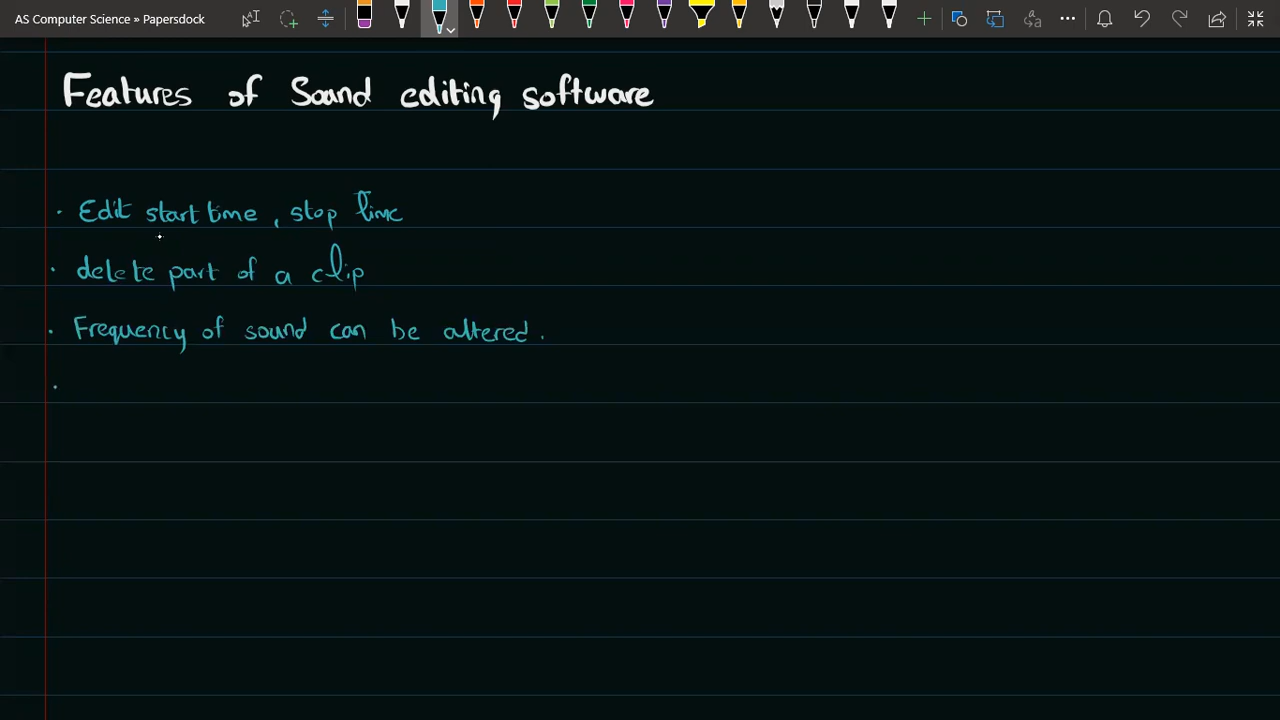 AS Computer Science » Papersdock
Features of Sound editing software
· Edit start time , stop time
· delete part of a clip
· Frequency of sound can be altered .
·